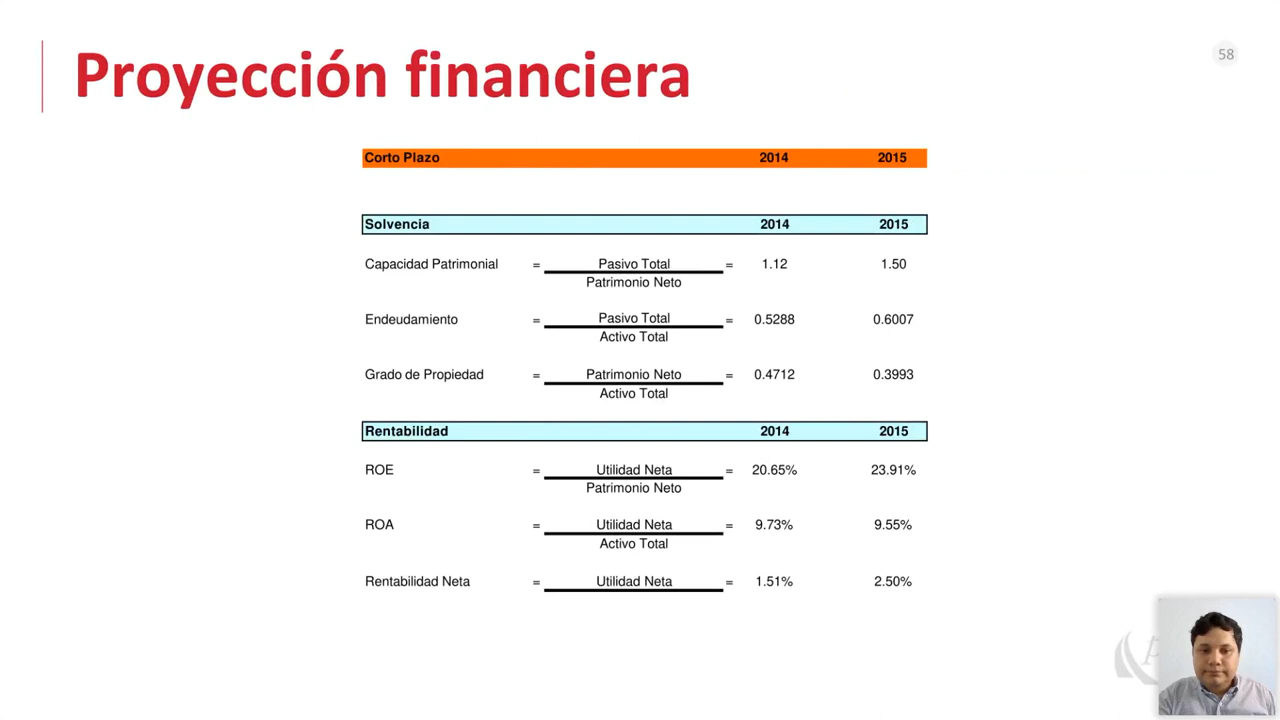 Proyección financiera
58
Corto Plazo 2014 2015
Solvencia 2014 2015
Capacidad Patrimonial = Pasivo Total = 1.12 1.50
Patrimonio Neto
Endeudamiento = Pasivo Total = 0.5288 0.6007
Activo Total
Grado de Propiedad = Patrimonio Neto = 0.4712 0.3993
Activo Total
Rentabilidad 2014 2015
ROE = Utilidad Neta = 20.65% 23.91%
Patrimonio Neto
ROA = Utilidad Neta = 9.73% 9.55%
Activo Total
Rentabilidad Neta = Utilidad Neta = 1.51% 2.50%